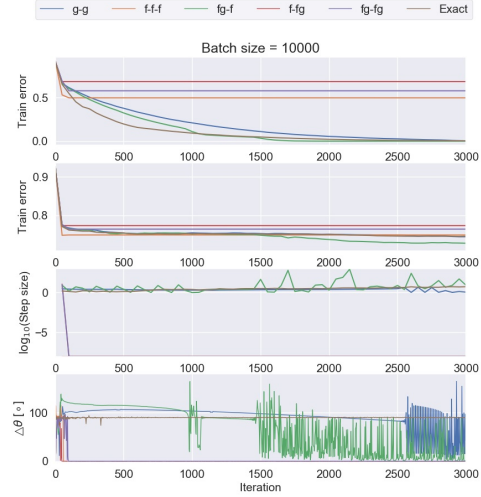 g-g f-f-f fg-f f-fg fg-fg Exact
Batch size = 10000
Train error
0.5
0.0
0 500 1000 1500 2000 2500 3000
Train error
0.9
0.8
0 500 1000 1500 2000 2500 3000
log₁₀(Step size)
0
−5
0 500 1000 1500 2000 2500 3000
△θ [∘]
100
0
0 500 1000 1500 2000 2500 3000
Iteration